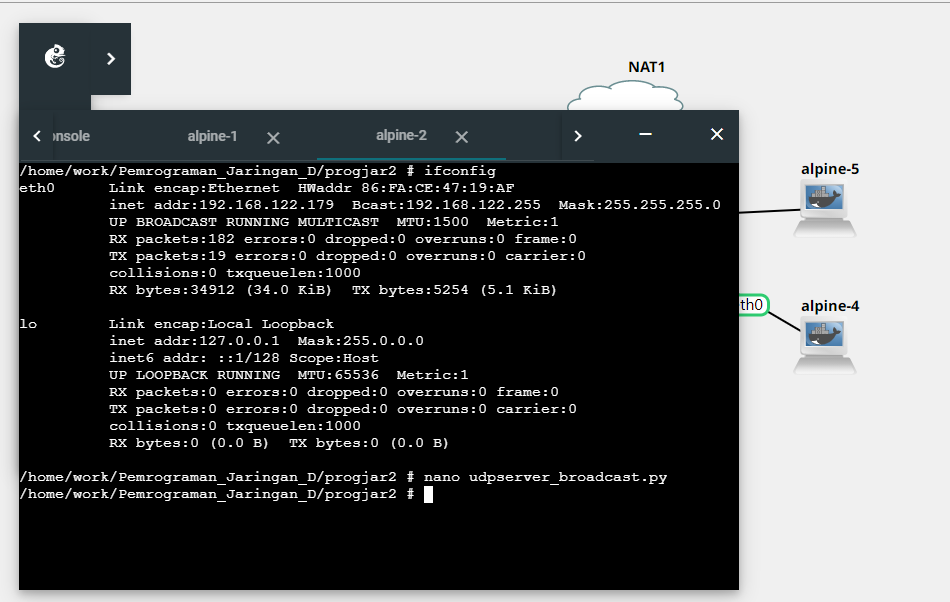 NAT1
onsole
alpine-1
alpine-2
/home/work/Pemrograman_Jaringan_D/progjar2 # ifconfig
eth0 Link encap:Ethernet HWaddr 86:FA:CE:47:19:AF
inet addr:192.168.122.179 Bcast:192.168.122.255 Mask:255.255.255.0
UP BROADCAST RUNNING MULTICAST MTU:1500 Metric:1
RX packets:182 errors:0 dropped:0 overruns:0 frame:0
TX packets:19 errors:0 dropped:0 overruns:0 carrier:0
collisions:0 txqueuelen:1000
RX bytes:34912 (34.0 KiB) TX bytes:5254 (5.1 KiB)
lo Link encap:Local Loopback
inet addr:127.0.0.1 Mask:255.0.0.0
inet6 addr: ::1/128 Scope:Host
UP LOOPBACK RUNNING MTU:65536 Metric:1
RX packets:0 errors:0 dropped:0 overruns:0 frame:0
TX packets:0 errors:0 dropped:0 overruns:0 carrier:0
collisions:0 txqueuelen:1000
RX bytes:0 (0.0 B) TX bytes:0 (0.0 B)
/home/work/Pemrograman_Jaringan_D/progjar2 # nano udpserver_broadcast.py
/home/work/Pemrograman_Jaringan_D/progjar2 #
alpine-5
th0
alpine-4